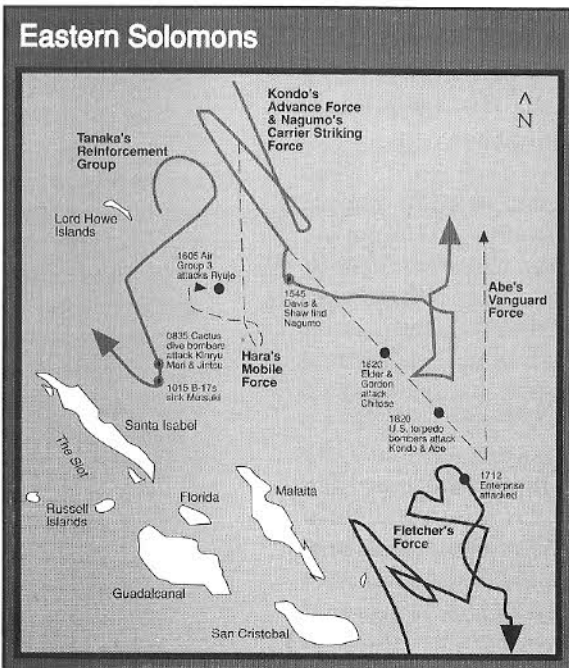 Eastern Solomons
Kondo's
Advance Force
& Nagumo's
Carrier Striking
Force
^
N
Tanaka's
Reinforcement
Group
Lord Howe
Islands
1605 Air
Group 3
attacks Ryujo
1545
Davis &
Shaw find
Nagumo
Abe's
Vanguard
Force
0835 Cactus
dive bombers
attack Kinryu
Maru & Jintsu
Hara's
Mobile
Force
1015 B-17s
sink Mutsuki
1620
Elder &
Gordon
attack
Chitose
1820
U.S. torpedo
bombers attack
Kondo & Abe
Santa Isabel
The Slot
1712
Enterprise
attacked
Russell
Islands
Florida
Malaita
Fletcher's
Force
Guadalcanal
San Cristobal